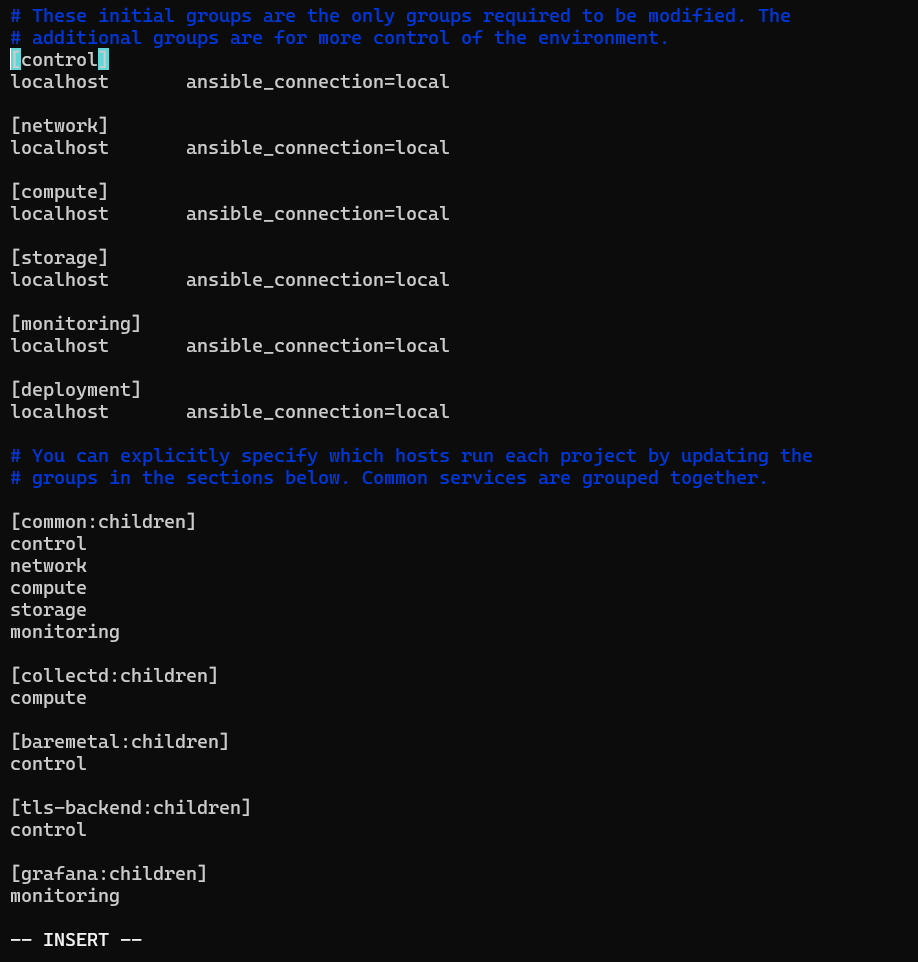 # These initial groups are the only groups required to be modified. The
# additional groups are for more control of the environment.
[control]
localhost       ansible_connection=local

[network]
localhost       ansible_connection=local

[compute]
localhost       ansible_connection=local

[storage]
localhost       ansible_connection=local

[monitoring]
localhost       ansible_connection=local

[deployment]
localhost       ansible_connection=local

# You can explicitly specify which hosts run each project by updating the
# groups in the sections below. Common services are grouped together.

[common:children]
control
network
compute
storage
monitoring

[collectd:children]
compute

[baremetal:children]
control

[tls-backend:children]
control

[grafana:children]
monitoring

-- INSERT --